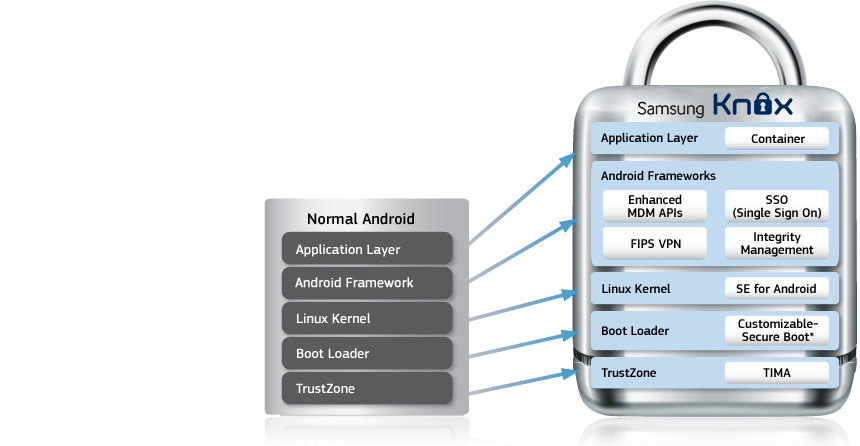 Normal Android
Application Layer
Android Framework
Linux Kernel
Boot Loader
TrustZone
Samsung Knox
Application Layer
Container
Android Frameworks
Enhanced
MDM APIs
SSO
(Single Sign On)
FIPS VPN
Integrity
Management
Linux Kernel
SE for Android
Boot Loader
Customizable-
Secure Boot*
TrustZone
TIMA